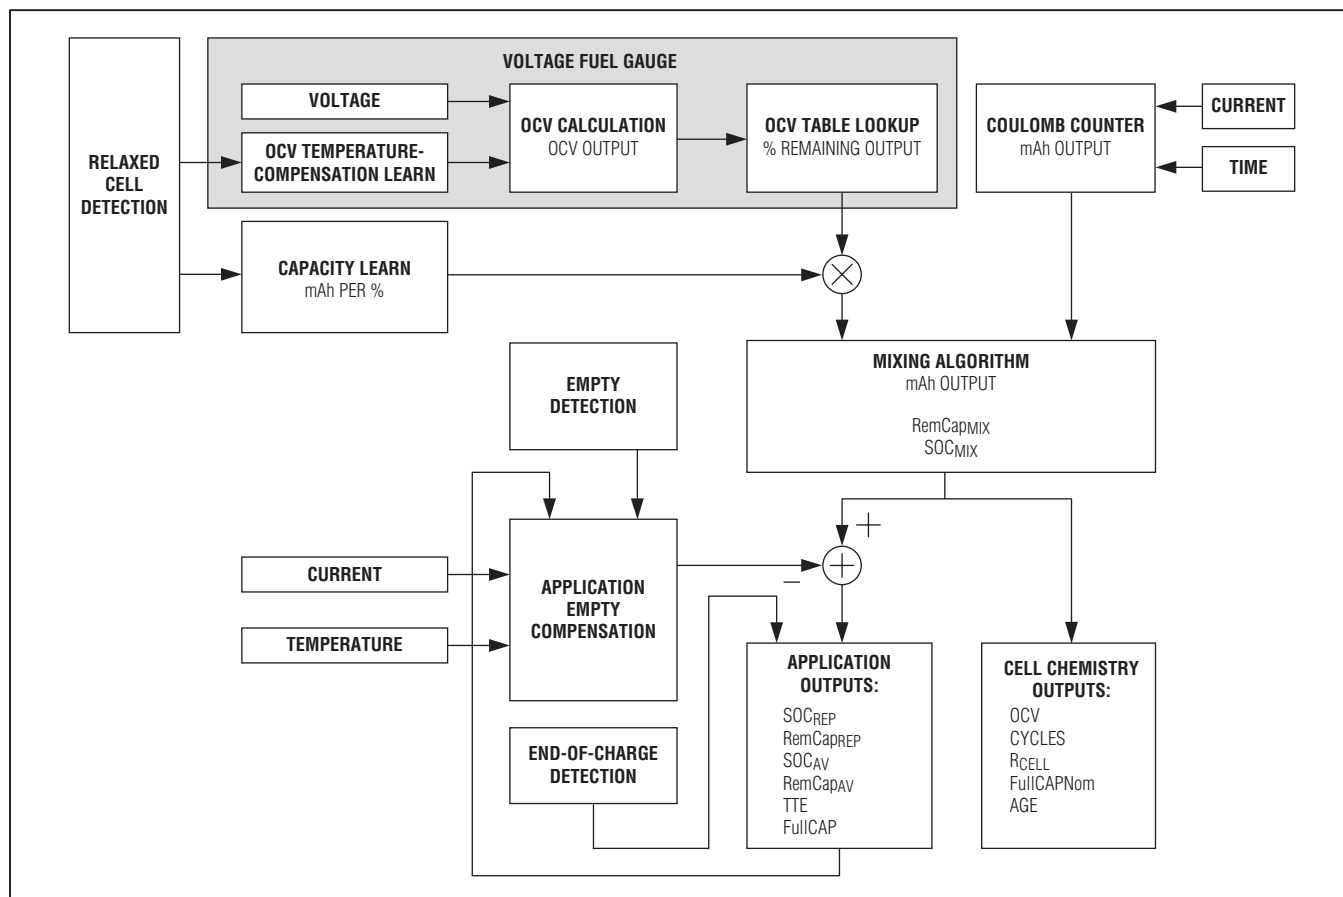 VOLTAGE FUEL GAUGE
RELAXED
CELL
DETECTION
VOLTAGE
OCV TEMPERATURE-
COMPENSATION LEARN
OCV CALCULATION
OCV OUTPUT
OCV TABLE LOOKUP
% REMAINING OUTPUT
COULOMB COUNTER
mAh OUTPUT
CURRENT
TIME
CAPACITY LEARN
mAh PER %
MIXING ALGORITHM
mAh OUTPUT
RemCapMIX
SOCMIX
EMPTY
DETECTION
CURRENT
TEMPERATURE
APPLICATION
EMPTY
COMPENSATION
+
−
END-OF-CHARGE
DETECTION
APPLICATION
OUTPUTS:
SOCREP
RemCapREP
SOCAV
RemCapAV
TTE
FullCAP
CELL CHEMISTRY
OUTPUTS:
OCV
CYCLES
RCELL
FullCAPNom
AGE